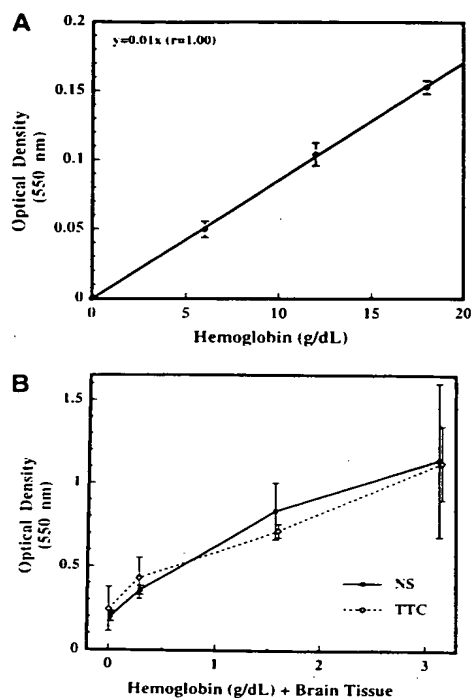 A
y=0.01x (r=1.00)
0.2
0.15
0.1
0.05
0
0
5
10
15
20
Optical Density
(550 nm)
Hemoglobin (g/dL)
B
1.5
1
0.5
0
0
1
2
3
Optical Density
(550 nm)
NS
TTC
Hemoglobin (g/dL) + Brain Tissue